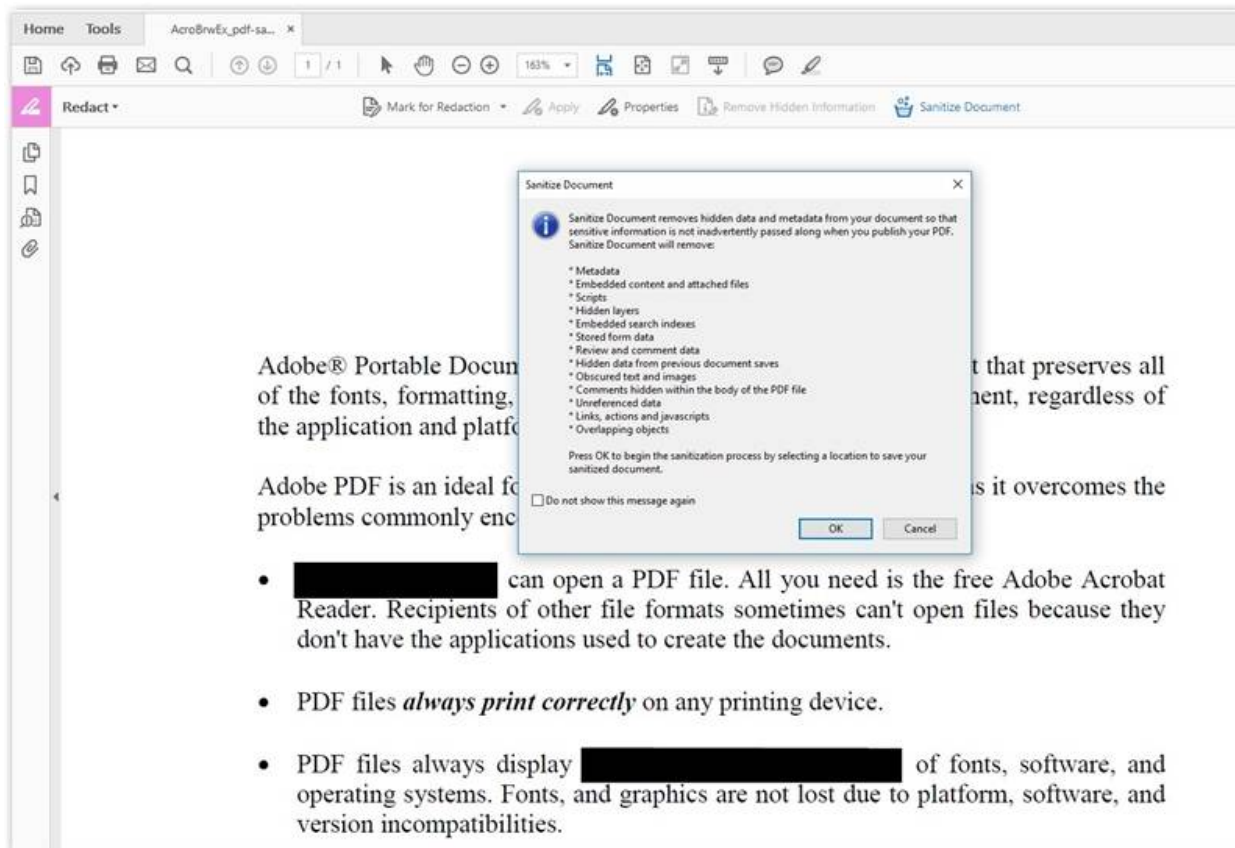 Home Tools AcroBrwEx_pdf-sa... ×
1 / 1 163%
Redact Mark for Redaction Apply Properties Remove Hidden Information Sanitize Document
Sanitize Document
Sanitize Document removes hidden data and metadata from your document so that
sensitive information is not inadvertently passed along when you publish your PDF.
Sanitize Document will remove:
* Metadata
* Embedded content and attached files
* Scripts
* Hidden layers
* Embedded search indexes
* Stored form data
* Review and comment data
* Hidden data from previous document saves
* Obscured text and images
* Comments hidden within the body of the PDF file
* Unreferenced data
* Links, actions and javascripts
* Overlapping objects
Press OK to begin the sanitization process by selecting a location to save your
sanitized document.
Do not show this message again
OK Cancel
Adobe® Portable Docum t that preserves all
of the fonts, formatting, nent, regardless of
the application and platfo
Adobe PDF is an ideal fo s it overcomes the
problems commonly enc
• can open a PDF file. All you need is the free Adobe Acrobat
Reader. Recipients of other file formats sometimes can't open files because they
don't have the applications used to create the documents.
• PDF files always print correctly on any printing device.
• PDF files always display of fonts, software, and
operating systems. Fonts, and graphics are not lost due to platform, software, and
version incompatibilities.